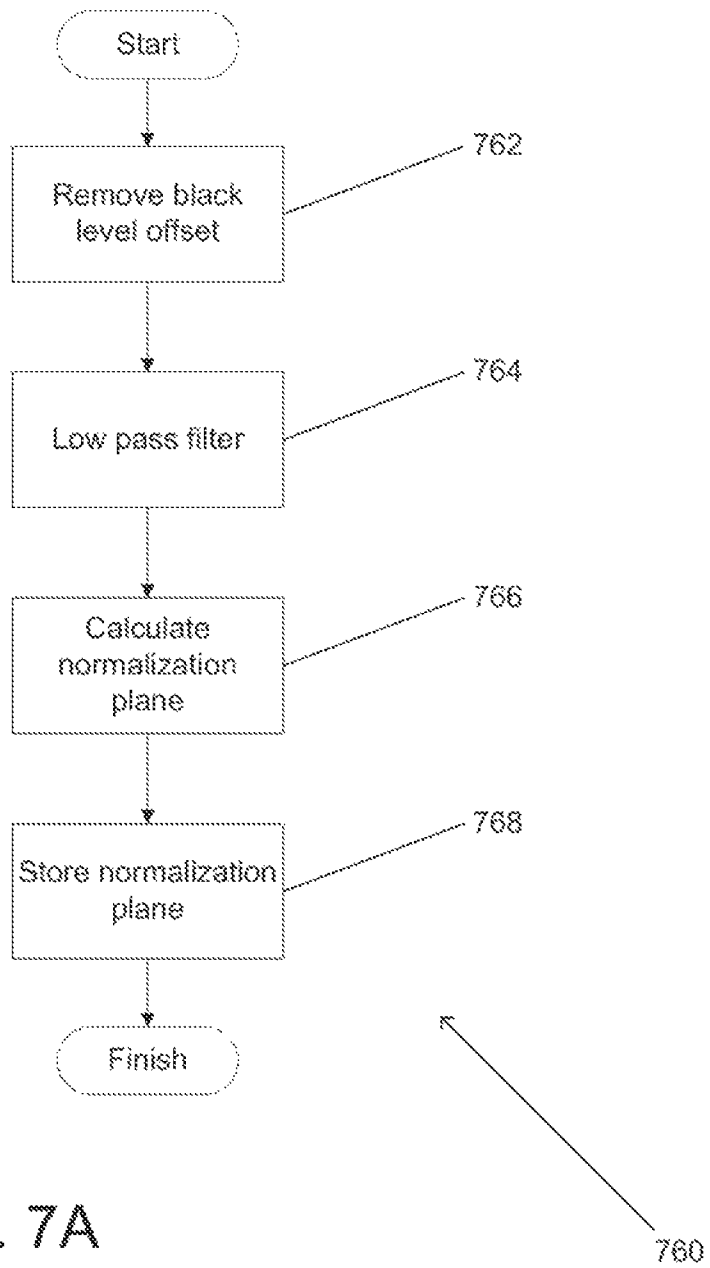 Start
762
Remove black
level offset
764
Low pass filter
766
Calculate
normalization
plane
768
Store normalization
plane
Finish
. 7A
760